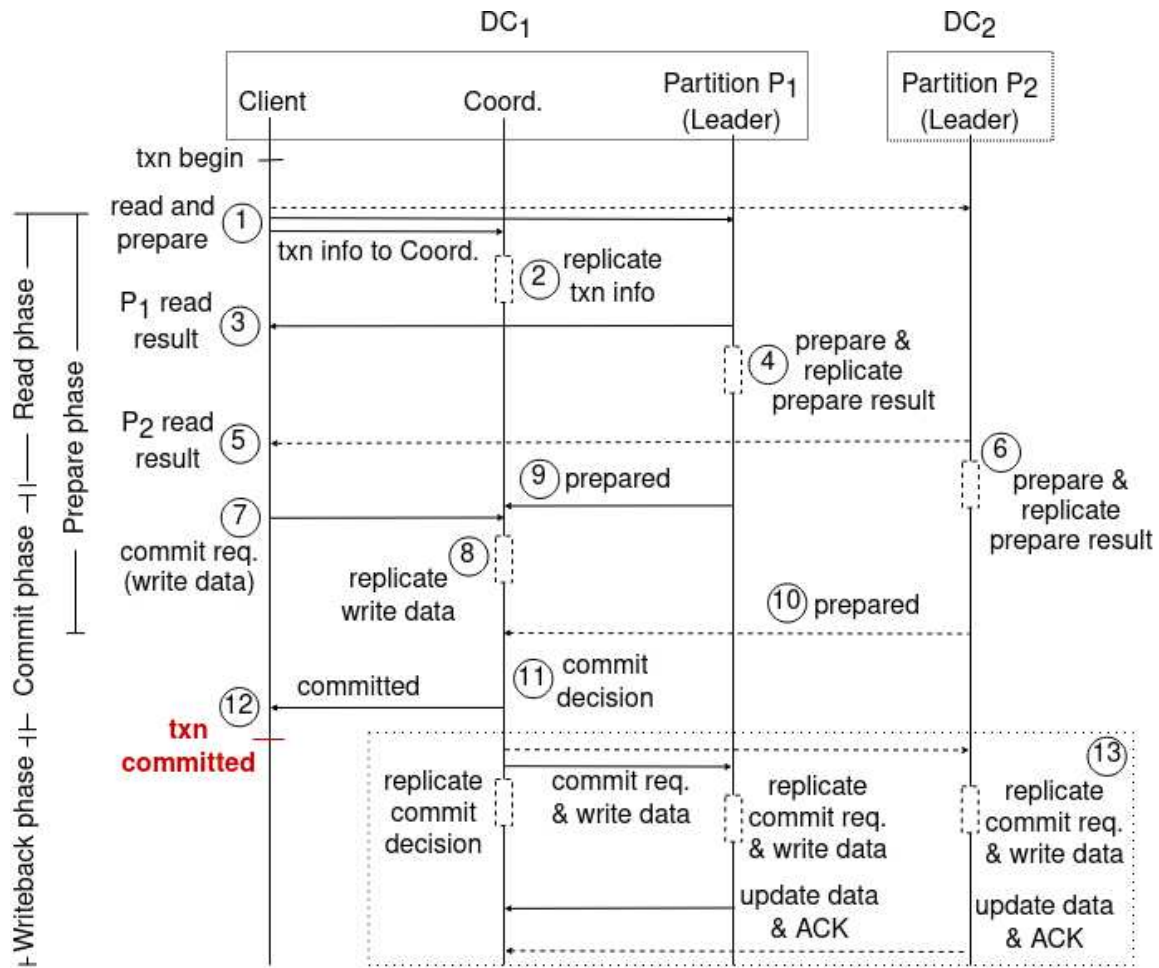 DC1
DC2
Client
Coord.
Partition P1
(Leader)
Partition P2
(Leader)
txn begin
read and
prepare
1
txn info to Coord.
2
replicate
txn info
P1 read
result
3
4
prepare &
replicate
prepare result
P2 read
result
5
6
prepare &
replicate
prepare result
9
prepared
7
commit req.
(write data)
8
replicate
write data
10
prepared
11
commit
decision
committed
12
txn
committed
13
replicate
commit
decision
commit req.
& write data
replicate
commit req.
& write data
replicate
commit req.
& write data
update data
& ACK
update data
& ACK
Read phase
Prepare phase
Commit phase
Writeback phase